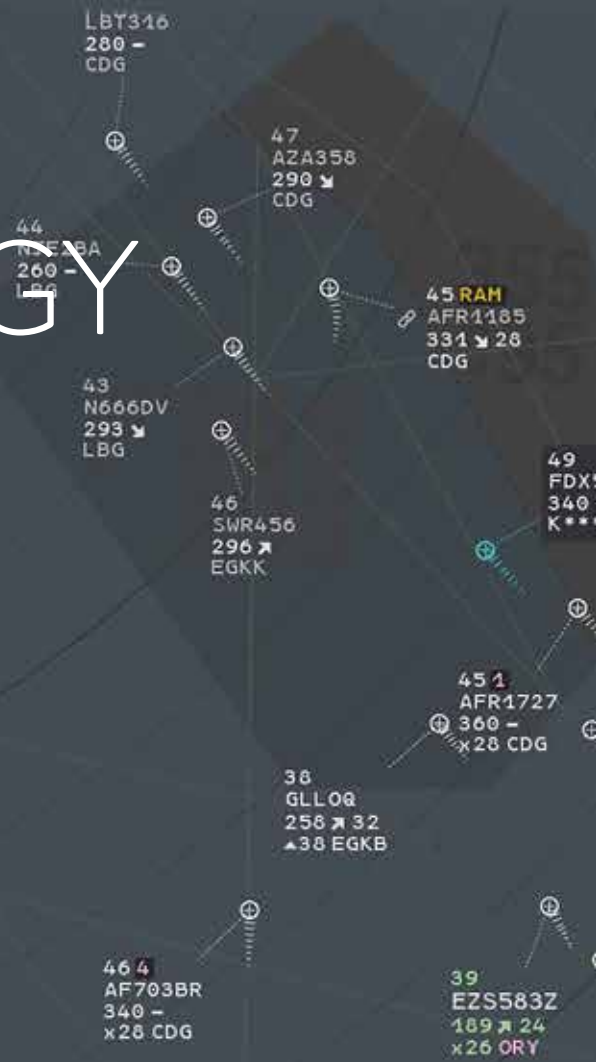 LBT316
280 -
CDG
47
AZA358
290 ↘
CDG
44
260 -
LBG
GY
45 RAM
AFR1185
331 ↘ 28
CDG
43
N666DV
293 ↘
LBG
49
340
K**
46
SWR456
296 ↗
EGKK
45 1
AFR1727
360 -
x28 CDG
38
GLLOQ
258 ↗ 32
▲38 EGKB
46 4
AF703BR
340 -
x28 CDG
39
EZS583Z
189 ↗ 24
x26 ORY